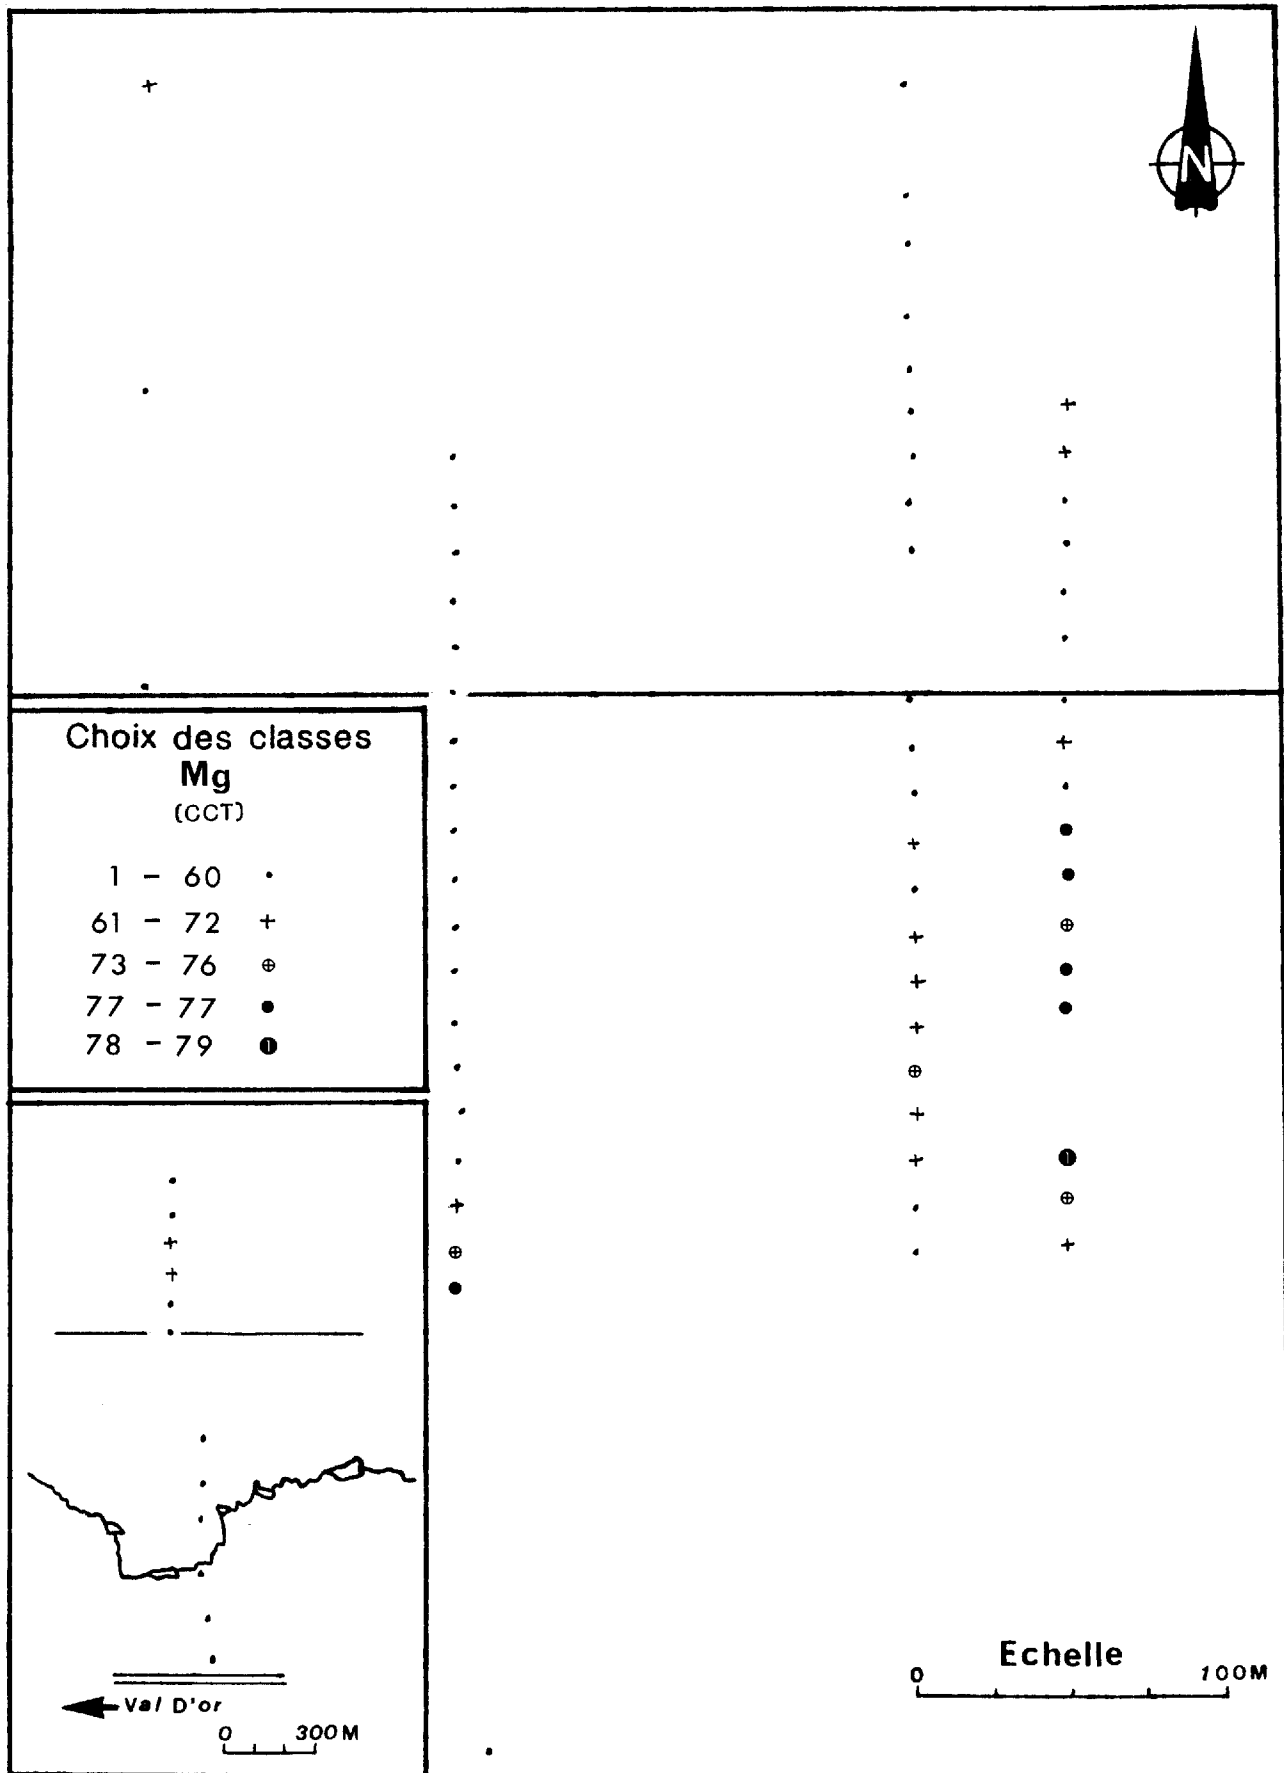 N
Choix des classes
Mg
(CCT)
1 - 60
61 - 72
73 - 76
77 - 77
78 - 79
Val D'or
0 300M
Echelle
0 100M